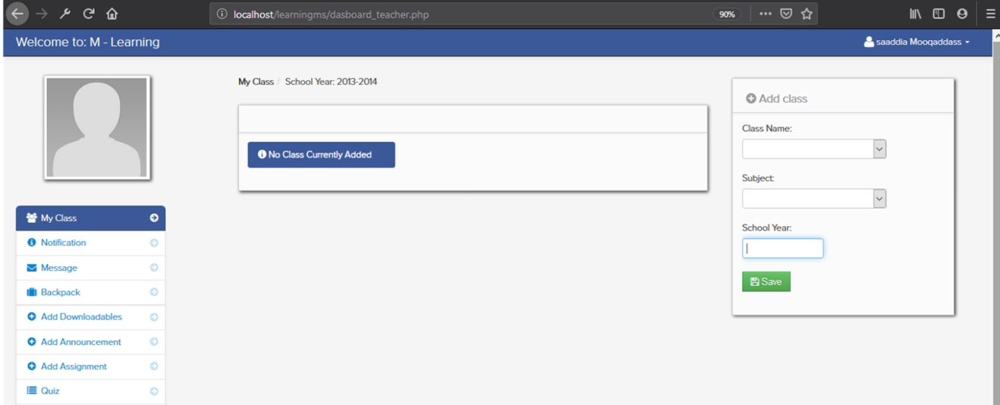 localhost/learningms/dasboard_teacher.php
90%
Welcome to: M - Learning
saaddia Mooqaddass
My Class / School Year: 2013-2014
No Class Currently Added
Add class
Class Name:
Subject:
School Year:
Save
My Class
Notification
Message
Backpack
Add Downloadables
Add Announcement
Add Assignment
Quiz